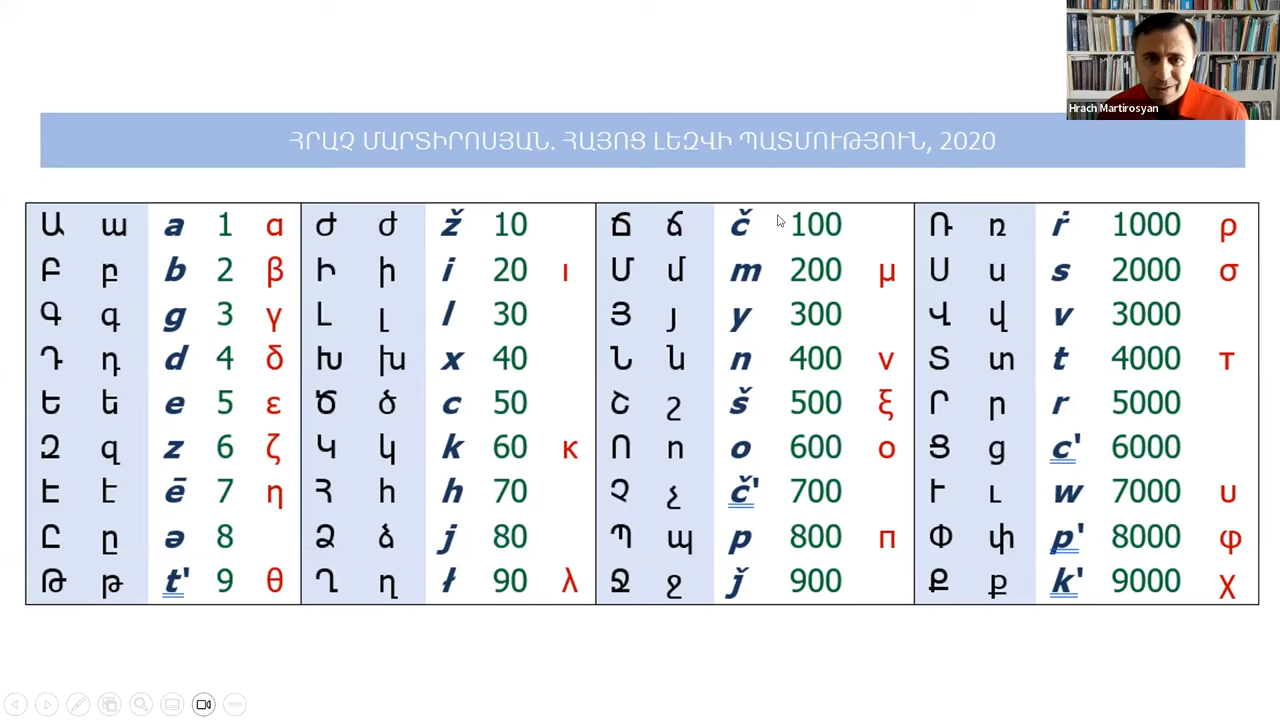 Hrach Martirosyan
ՀՐԱՉ ՄԱՐՏԻՐՈՍՅԱՆ. ՀԱՅՈՑ ԼԵԶՎԻ ՊԱՏՄՈՒԹՅՈՒՆ, 2020
Ա ա a 1 α Ժ ժ ž 10 Ճ ճ č 100 Ռ ռ ṙ 1000 ρ
Բ բ b 2 β Ի ի i 20 ι Մ մ m 200 μ Ս ս s 2000 σ
Գ գ g 3 γ Լ լ l 30 Յ յ y 300 Վ վ v 3000
Դ դ d 4 δ Խ խ x 40 Ն ն n 400 ν Տ տ t 4000 τ
Ե ե e 5 ε Ծ ծ c 50 Շ շ š 500 ξ Ր ր r 5000
Զ զ z 6 ζ Կ կ k 60 κ Ո ո o 600 ο Ց ց c' 6000
Է է ē 7 η Հ հ h 70 Չ չ č' 700 Ւ ւ w 7000 υ
Ը ը ə 8 Ձ ձ j 80 Պ պ p 800 π Փ փ p' 8000 φ
Թ թ t' 9 θ Ղ ղ ł 90 λ Ջ ջ ǰ 900 Ք ք k' 9000 χ